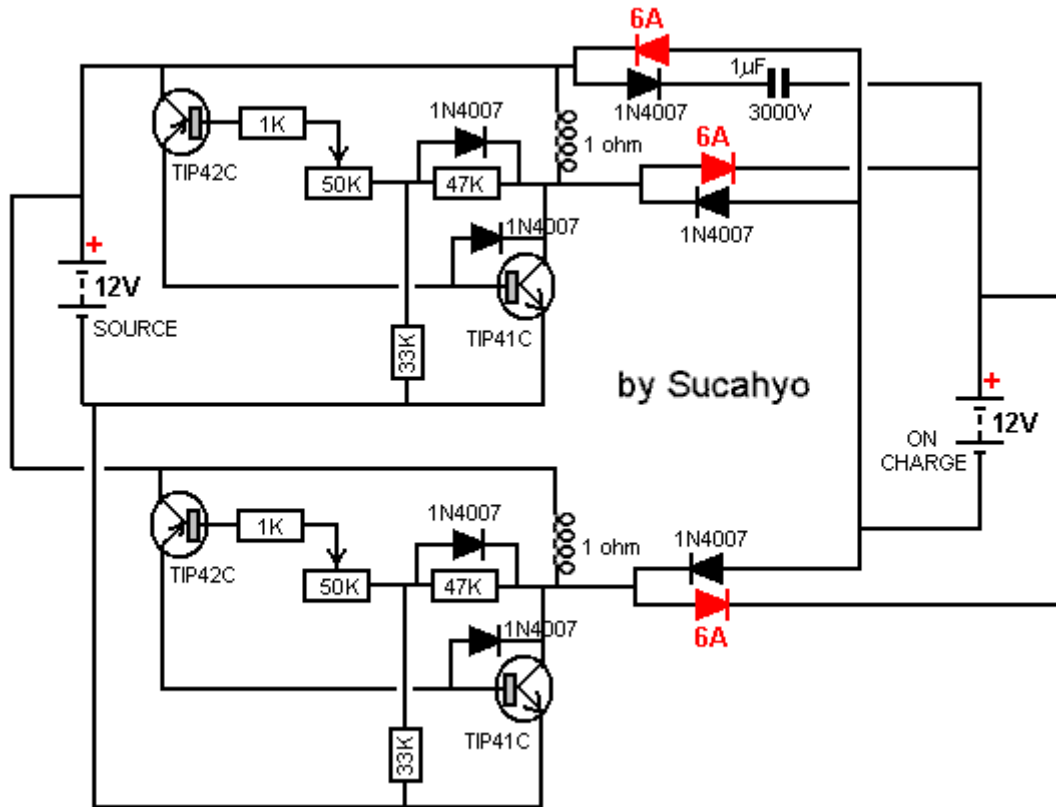 6A
1µF
1N4007
3000V
1N4007
1K
1 ohm
6A
TIP42C
50K
47K
1N4007
1N4007
+
12V
SOURCE
TIP41C
33K
by Sucahyo
+
12V
ON
CHARGE
1N4007
1K
1 ohm
1N4007
TIP42C
50K
47K
1N4007
6A
TIP41C
33K